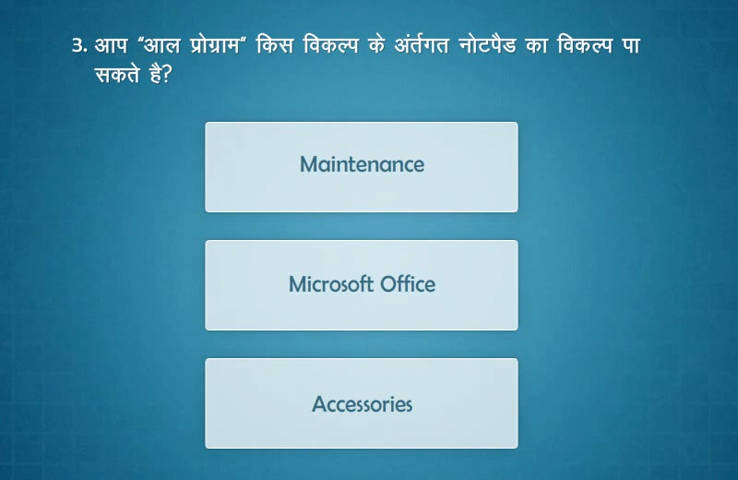 3. आप "आल प्रोग्राम" किस विकल्प के अंर्तगत नोटपैड का विकल्प पा
सकते है?
Maintenance
Microsoft Office
Accessories